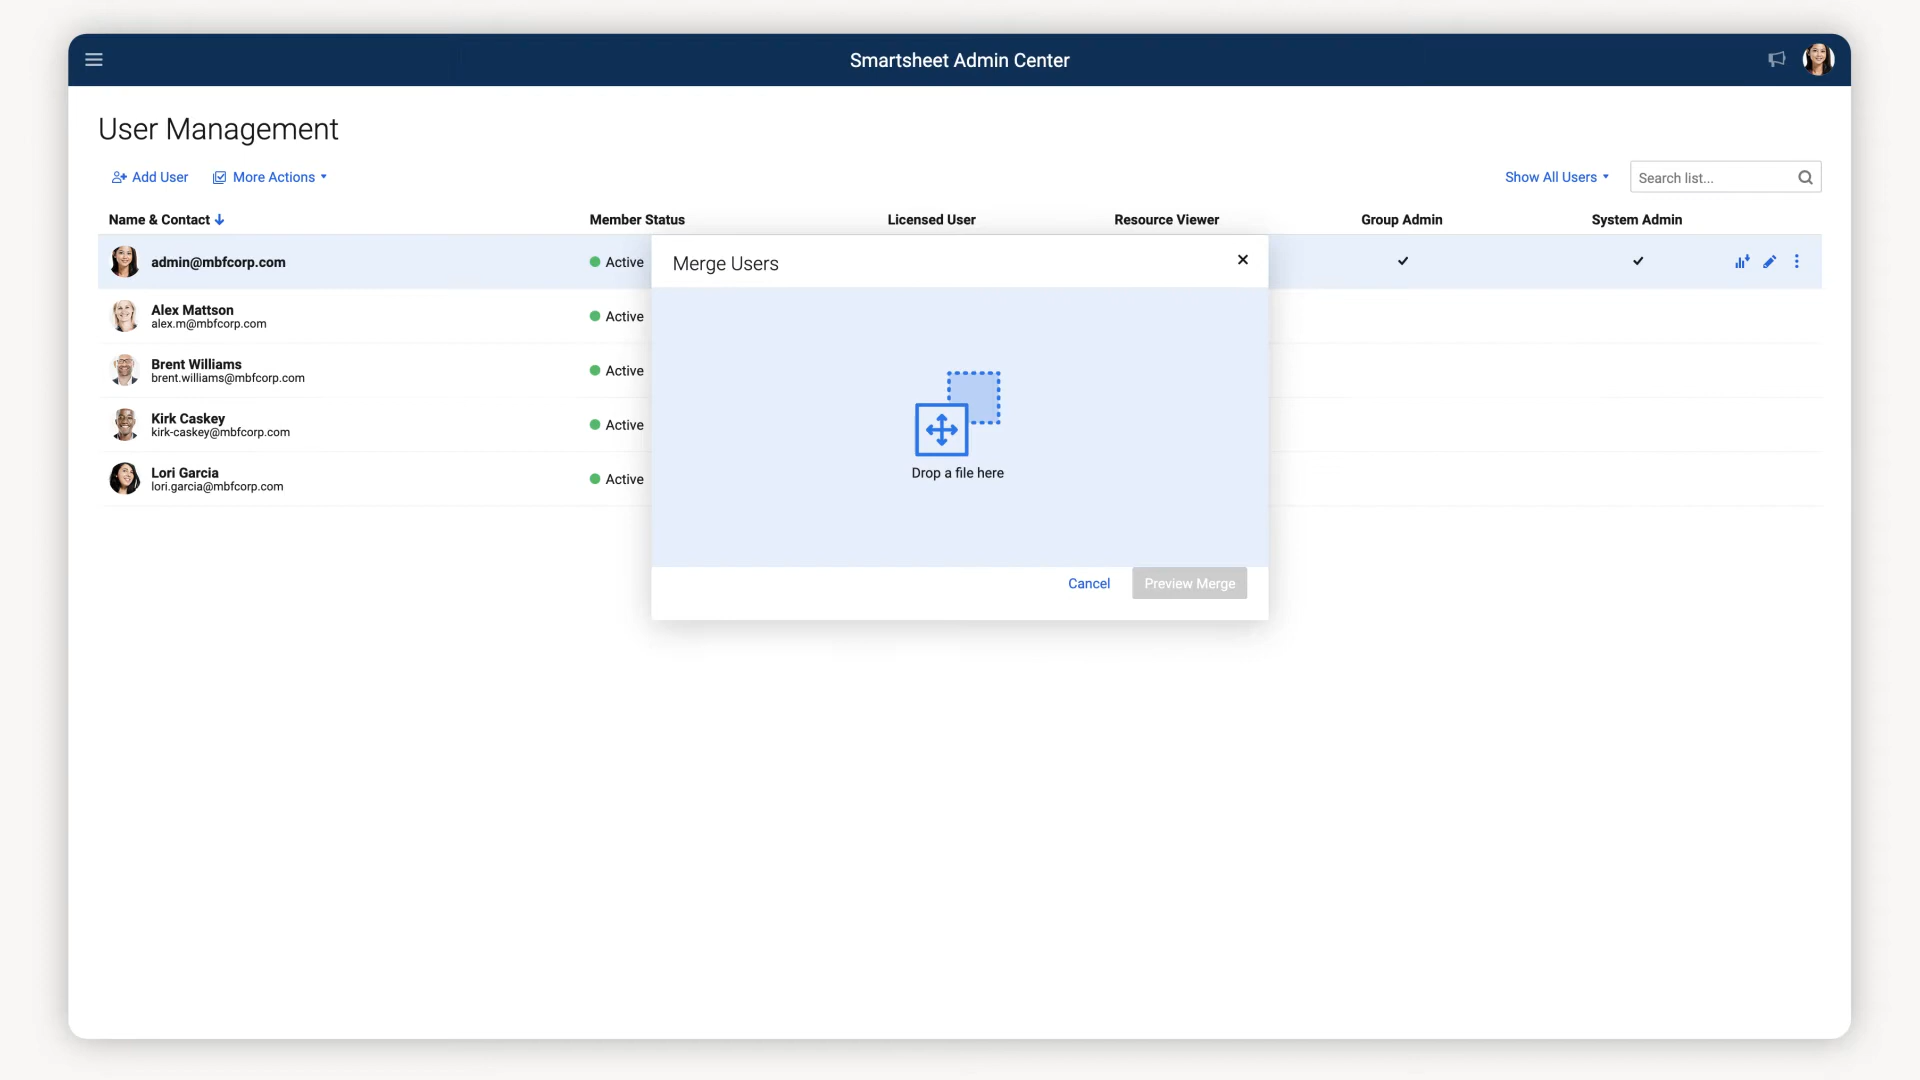 Smartsheet Admin Center
User Management
Add User More Actions Show All Users Search list...
Name & Contact Member Status Licensed User Resource Viewer Group Admin System Admin
admin@mbfcorp.com Active
Merge Users
Alex Mattson
alex.m@mbfcorp.com
Active
Brent Williams
brent.williams@mbfcorp.com
Active
Kirk Caskey
kirk-caskey@mbfcorp.com
Active
Lori Garcia
lori.garcia@mbfcorp.com
Active
Drop a file here
Cancel Preview Merge